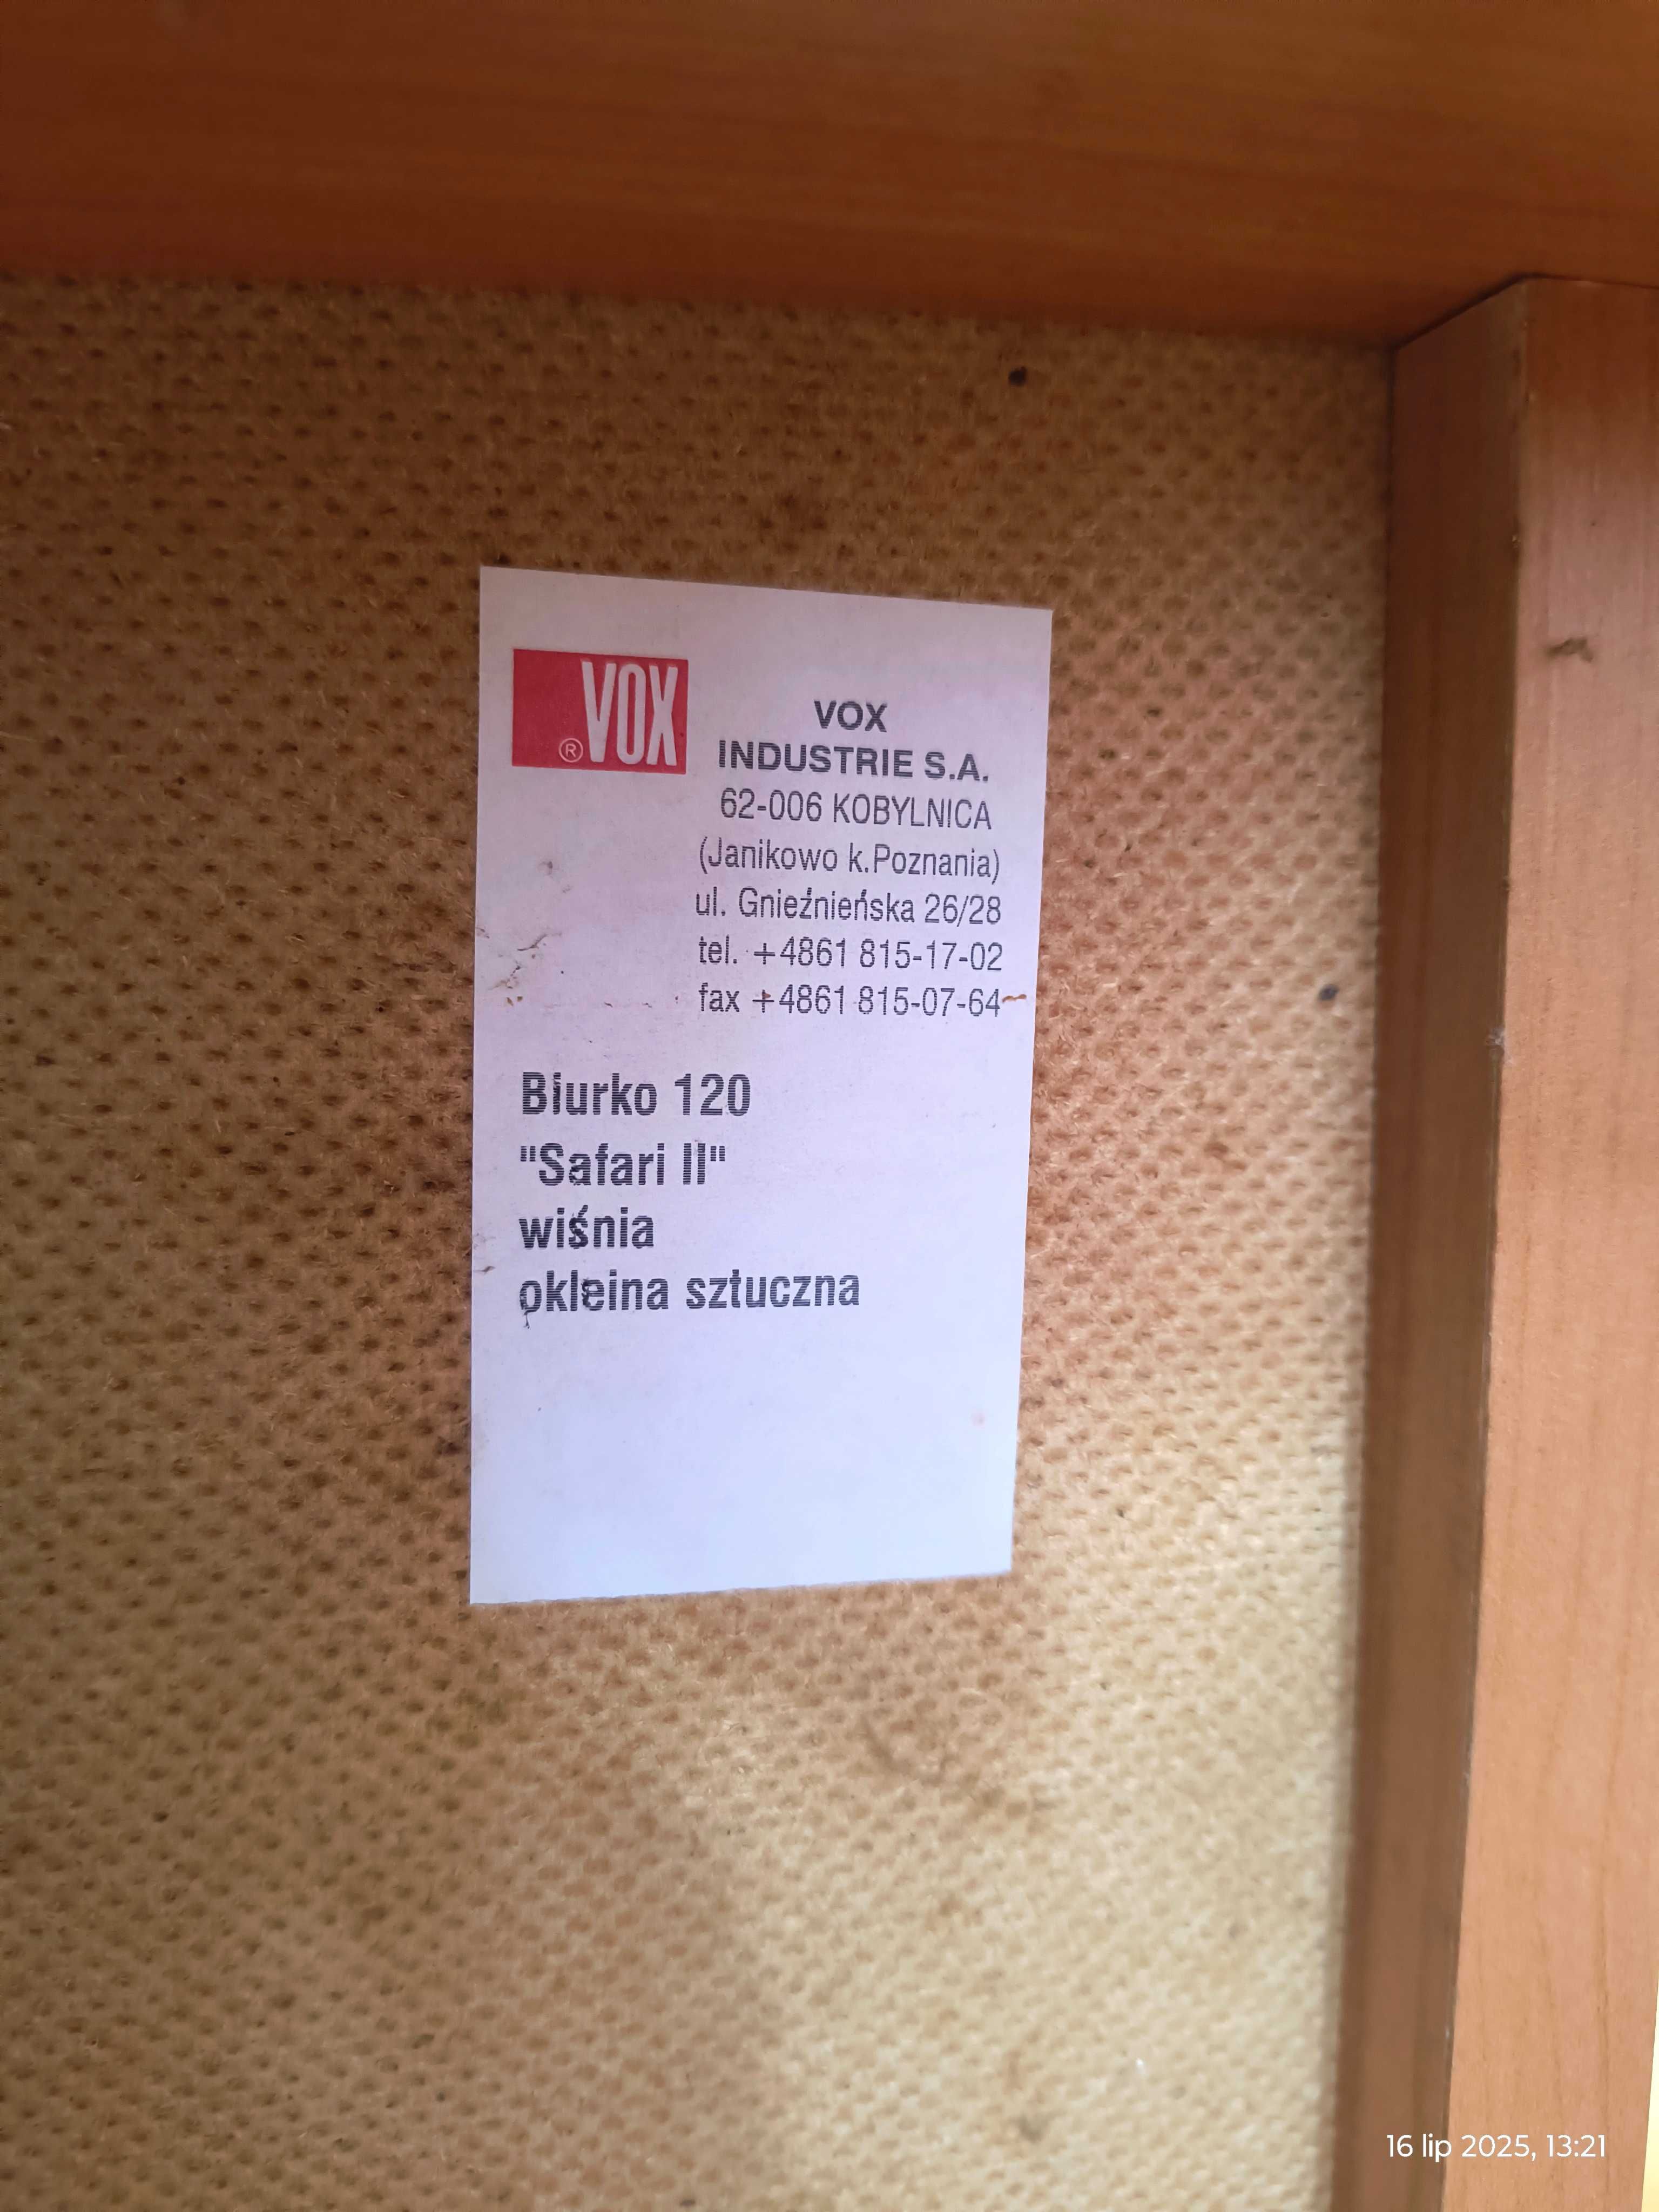 ®VOX
VOX
INDUSTRIE S.A.
62-006 KOBYLNICA
(Janikowo k.Poznania)
ul. Gnieźnieńska 26/28
tel. +4861 815-17-02
fax +4861 815-07-64
Biurko 120
"Safari II"
wiśnia
okleina sztuczna
16 lip 2025, 13:21